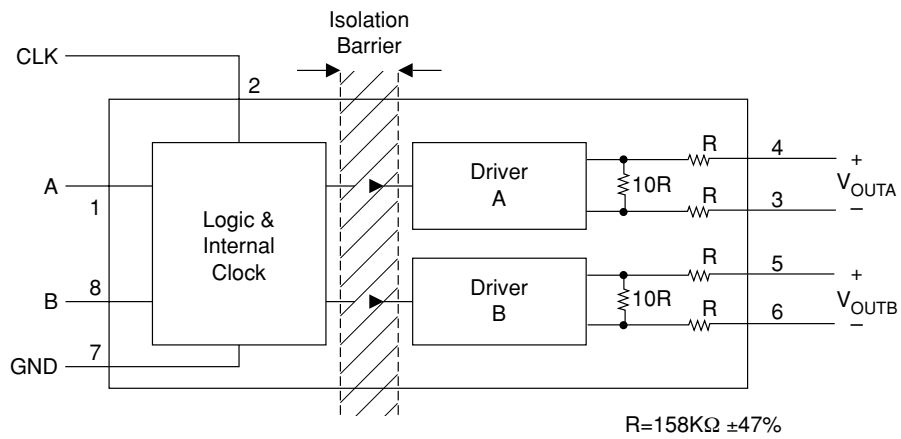 Isolation
Barrier
CLK
2
A
1
Logic &
Internal
Clock
B
8
GND
7
Driver
A
10R
R
4
R
3
+
V_OUTA
–
Driver
B
10R
R
5
R
6
+
V_OUTB
–
R=158KΩ ±47%